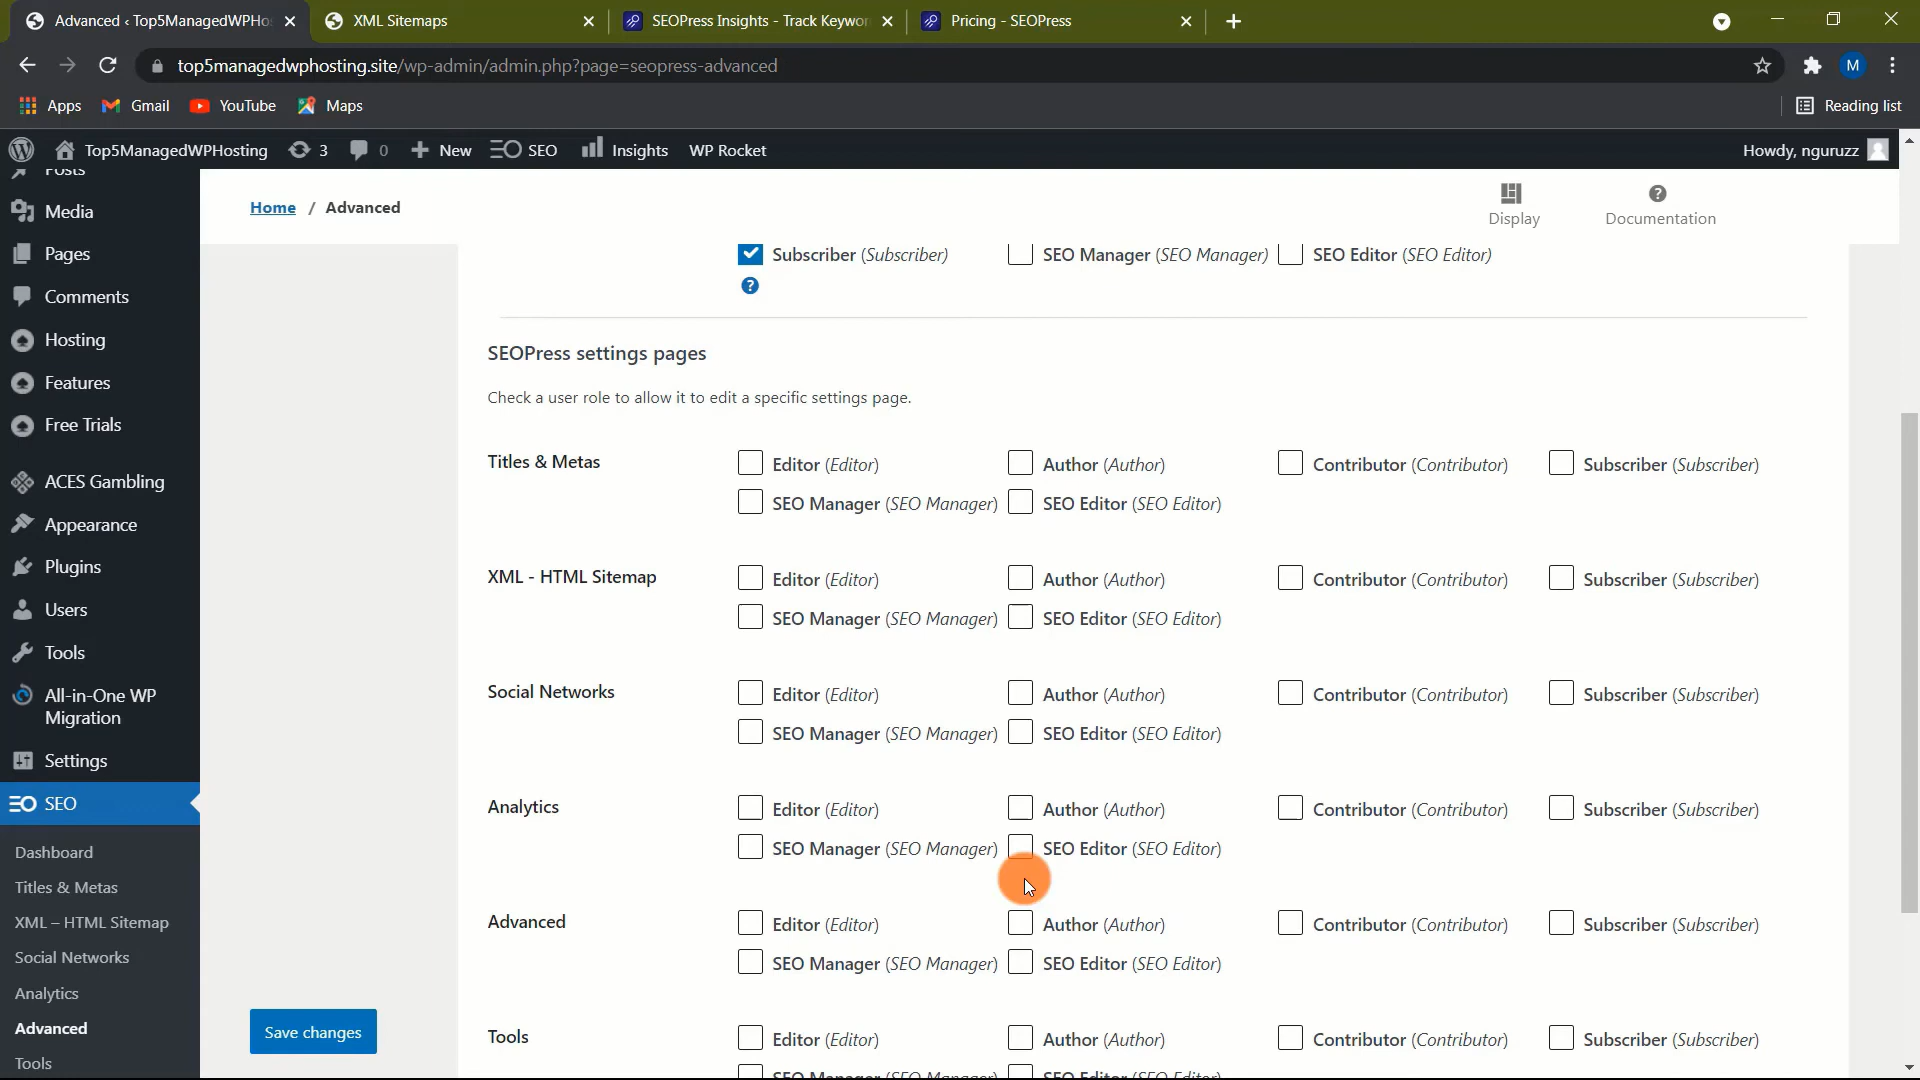 Advanced ‹ Top5ManagedWPHo
XML Sitemaps
SEOPress Insights - Track Keywor
Pricing - SEOPress
top5managedwphosting.site/wp-admin/admin.php?page=seopress-advanced
M
Apps
Gmail
YouTube
Maps
Reading list
Top5ManagedWPHosting
3
0
New
SEO
Insights
WP Rocket
Howdy, nguruzz
Posts
Media
Pages
Comments
Hosting
Features
Free Trials
ACES Gambling
Appearance
Plugins
Users
Tools
All-in-One WP
Migration
Settings
SEO
Dashboard
Titles & Metas
XML – HTML Sitemap
Social Networks
Analytics
Advanced
Tools
Home / Advanced
Display
Documentation
Subscriber (Subscriber) SEO Manager (SEO Manager) SEO Editor (SEO Editor)
?
SEOPress settings pages
Check a user role to allow it to edit a specific settings page.
Titles & Metas Editor (Editor) Author (Author) Contributor (Contributor) Subscriber (Subscriber)
SEO Manager (SEO Manager) SEO Editor (SEO Editor)
XML - HTML Sitemap Editor (Editor) Author (Author) Contributor (Contributor) Subscriber (Subscriber)
SEO Manager (SEO Manager) SEO Editor (SEO Editor)
Social Networks Editor (Editor) Author (Author) Contributor (Contributor) Subscriber (Subscriber)
SEO Manager (SEO Manager) SEO Editor (SEO Editor)
Analytics Editor (Editor) Author (Author) Contributor (Contributor) Subscriber (Subscriber)
SEO Manager (SEO Manager) SEO Editor (SEO Editor)
Advanced Editor (Editor) Author (Author) Contributor (Contributor) Subscriber (Subscriber)
SEO Manager (SEO Manager) SEO Editor (SEO Editor)
Tools Editor (Editor) Author (Author) Contributor (Contributor) Subscriber (Subscriber)
SEO Manager (SEO Manager) SEO Editor (SEO Editor)
Save changes